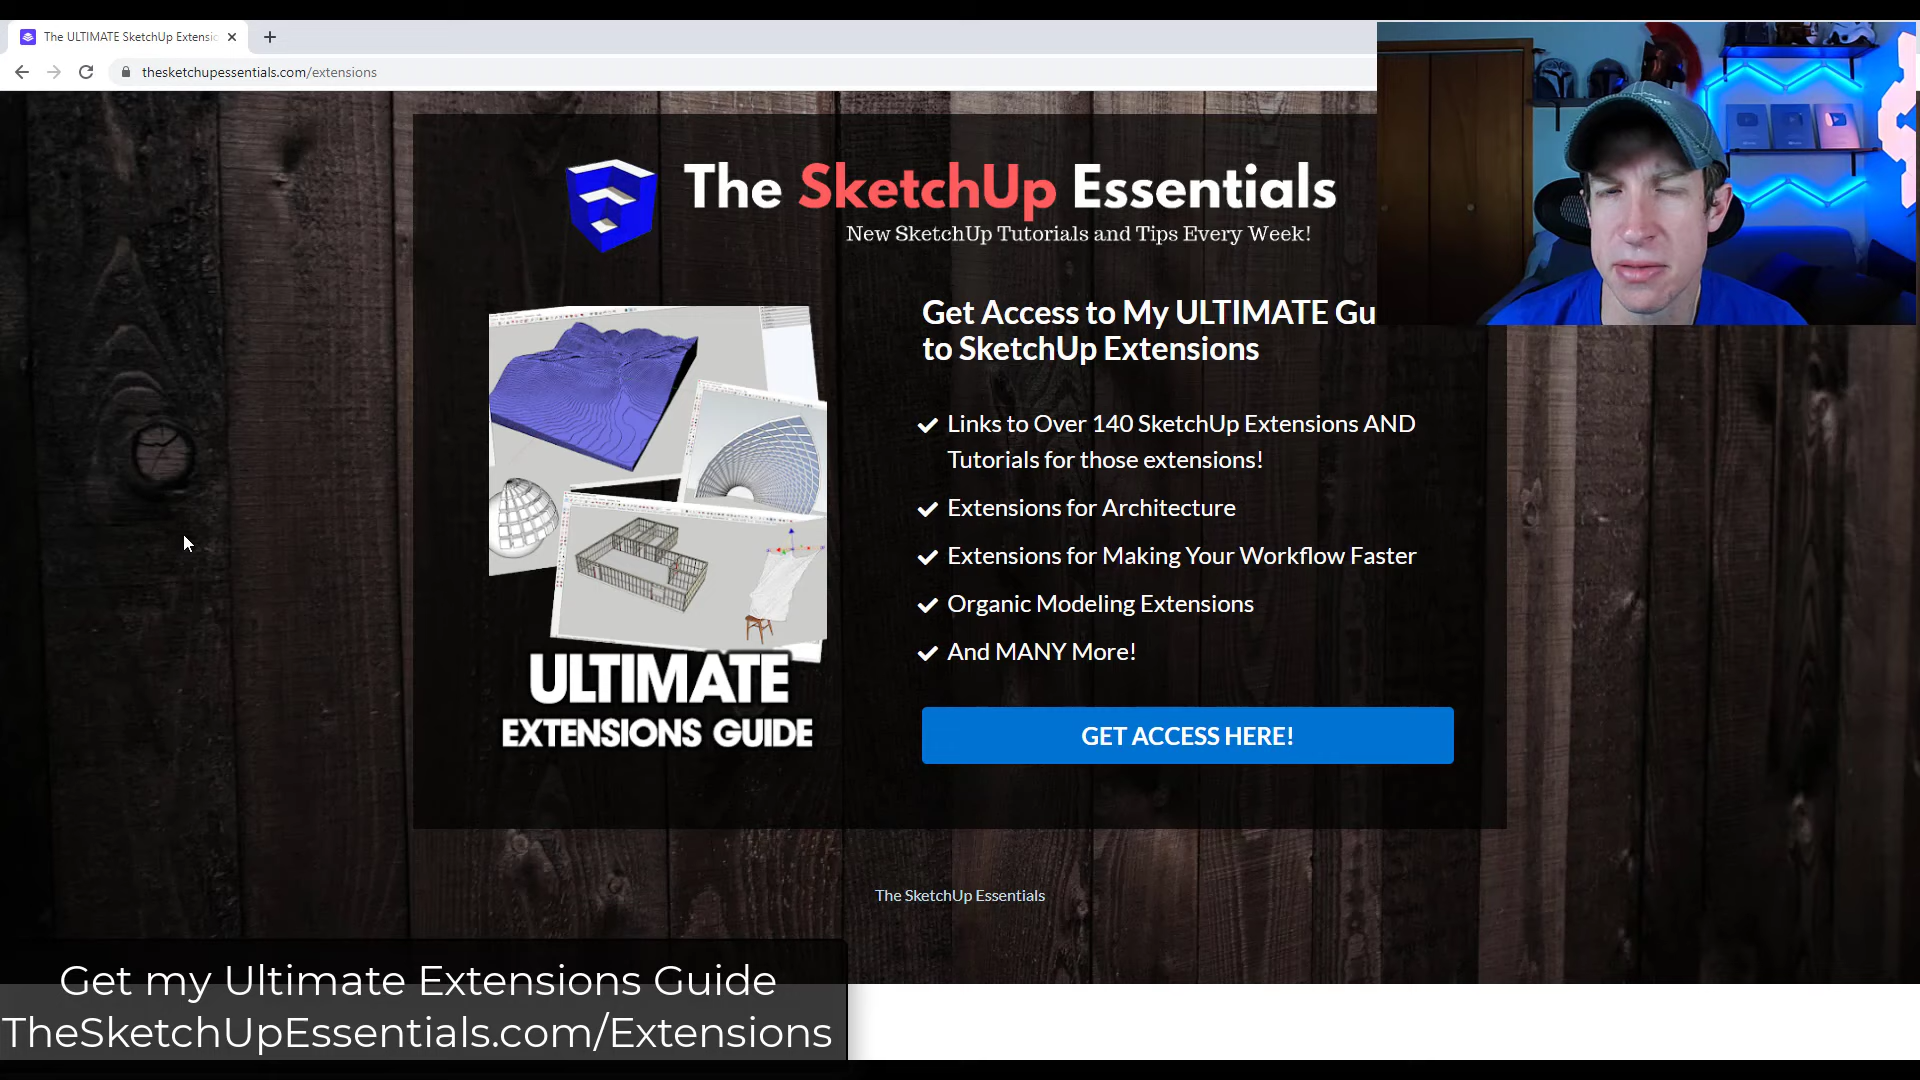 The ULTIMATE SketchUp Extensio
thesketchupessentials.com/extensions
The SketchUp Essentials
New SketchUp Tutorials and Tips Every Week!
Get Access to My ULTIMATE Gu
to SketchUp Extensions
Links to Over 140 SketchUp Extensions AND
Tutorials for those extensions!
Extensions for Architecture
Extensions for Making Your Workflow Faster
Organic Modeling Extensions
And MANY More!
ULTIMATE
EXTENSIONS GUIDE
GET ACCESS HERE!
The SketchUp Essentials
Get my Ultimate Extensions Guide
TheSketchUpEssentials.com/Extensions